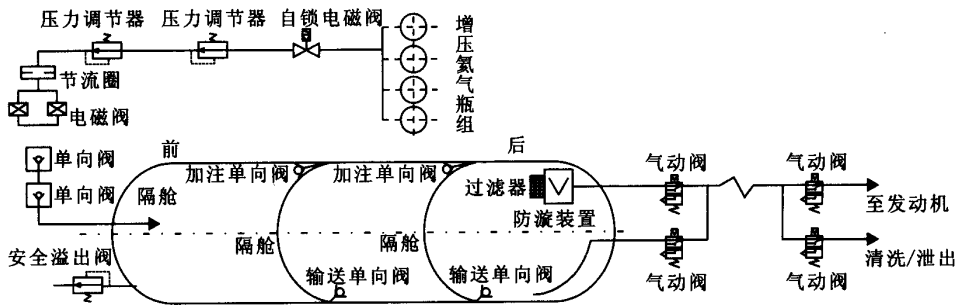 压力调节器
压力调节器
自锁电磁阀
增压氦气瓶组
节流圈
电磁阀
单向阀
单向阀
前
后
隔舱
加注单向阀
加注单向阀
过滤器
防漩装置
气动阀
气动阀
至发动机
隔舱
隔舱
安全溢出阀
输送单向阀
输送单向阀
气动阀
气动阀
清洗/泄出